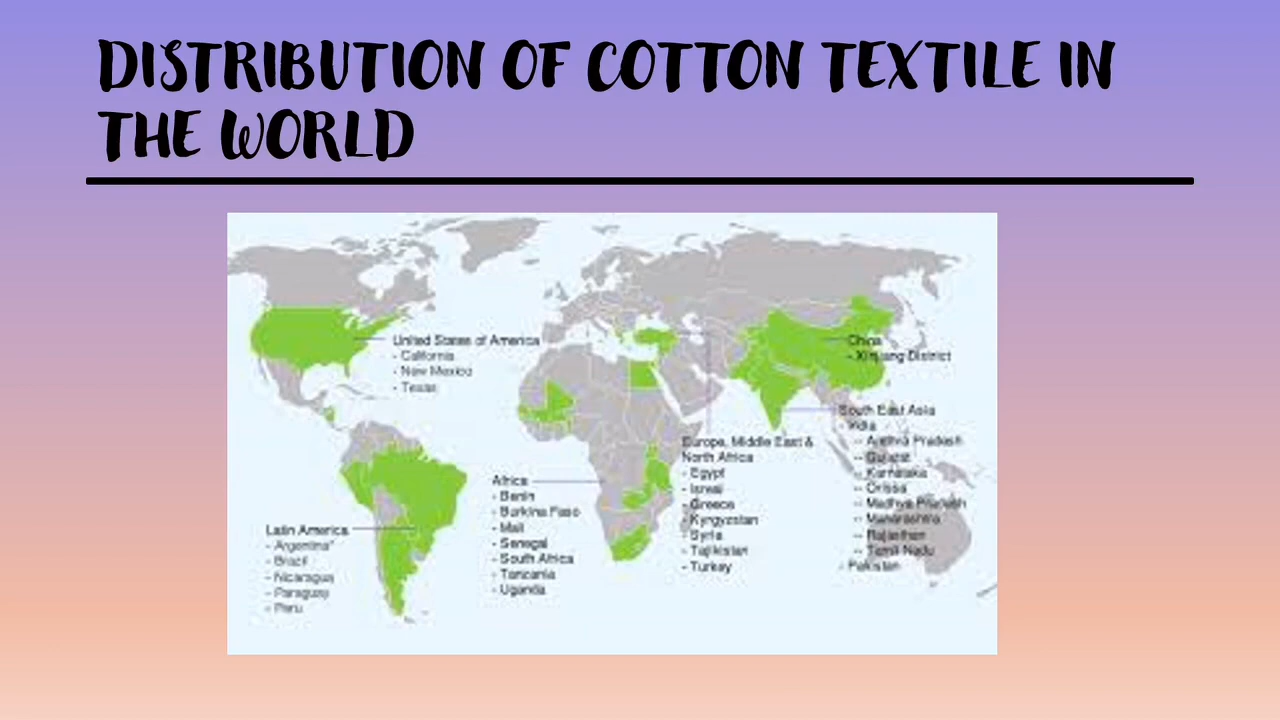 DISTRIBUTION OF COTTON TEXTILE IN
THE WORLD
United States of America
- California
- New Mexico
- Texas
China
- Xinjiang District
South East Asia
- India
-- Andhra Pradesh
-- Gujarat
-- Karnataka
-- Orissa
-- Madhya Pradesh
-- Maharashtra
-- Rajasthan
-- Tamil Nadu
- Pakistan
Europe, Middle East &
North Africa
- Egypt
- Israel
- Greece
- Kyrgyzstan
- Syria
- Tajikistan
- Turkey
Africa
- Benin
- Burkina Faso
- Mali
- Senegal
- South Africa
- Tanzania
- Uganda
Latin America
- Argentina*
- Brazil
- Nicaragua
- Paraguay
- Peru